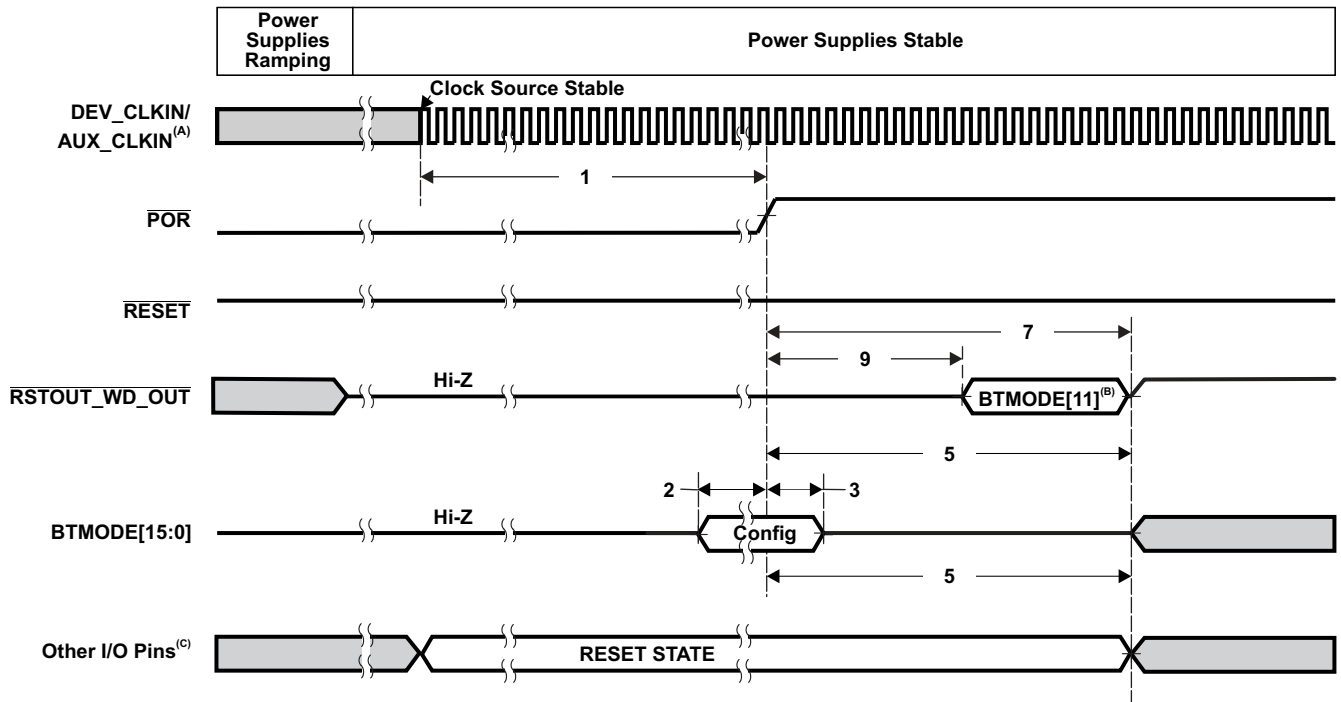 Power
Supplies
Ramping
Power Supplies Stable
Clock Source Stable
DEV_CLKIN/
AUX_CLKIN(A)
1
POR
RESET
7
9
RSTOUT_WD_OUT
Hi-Z
BTMODE[11](B)
5
2
3
BTMODE[15:0]
Hi-Z
Config
5
Other I/O Pins(C)
RESET STATE